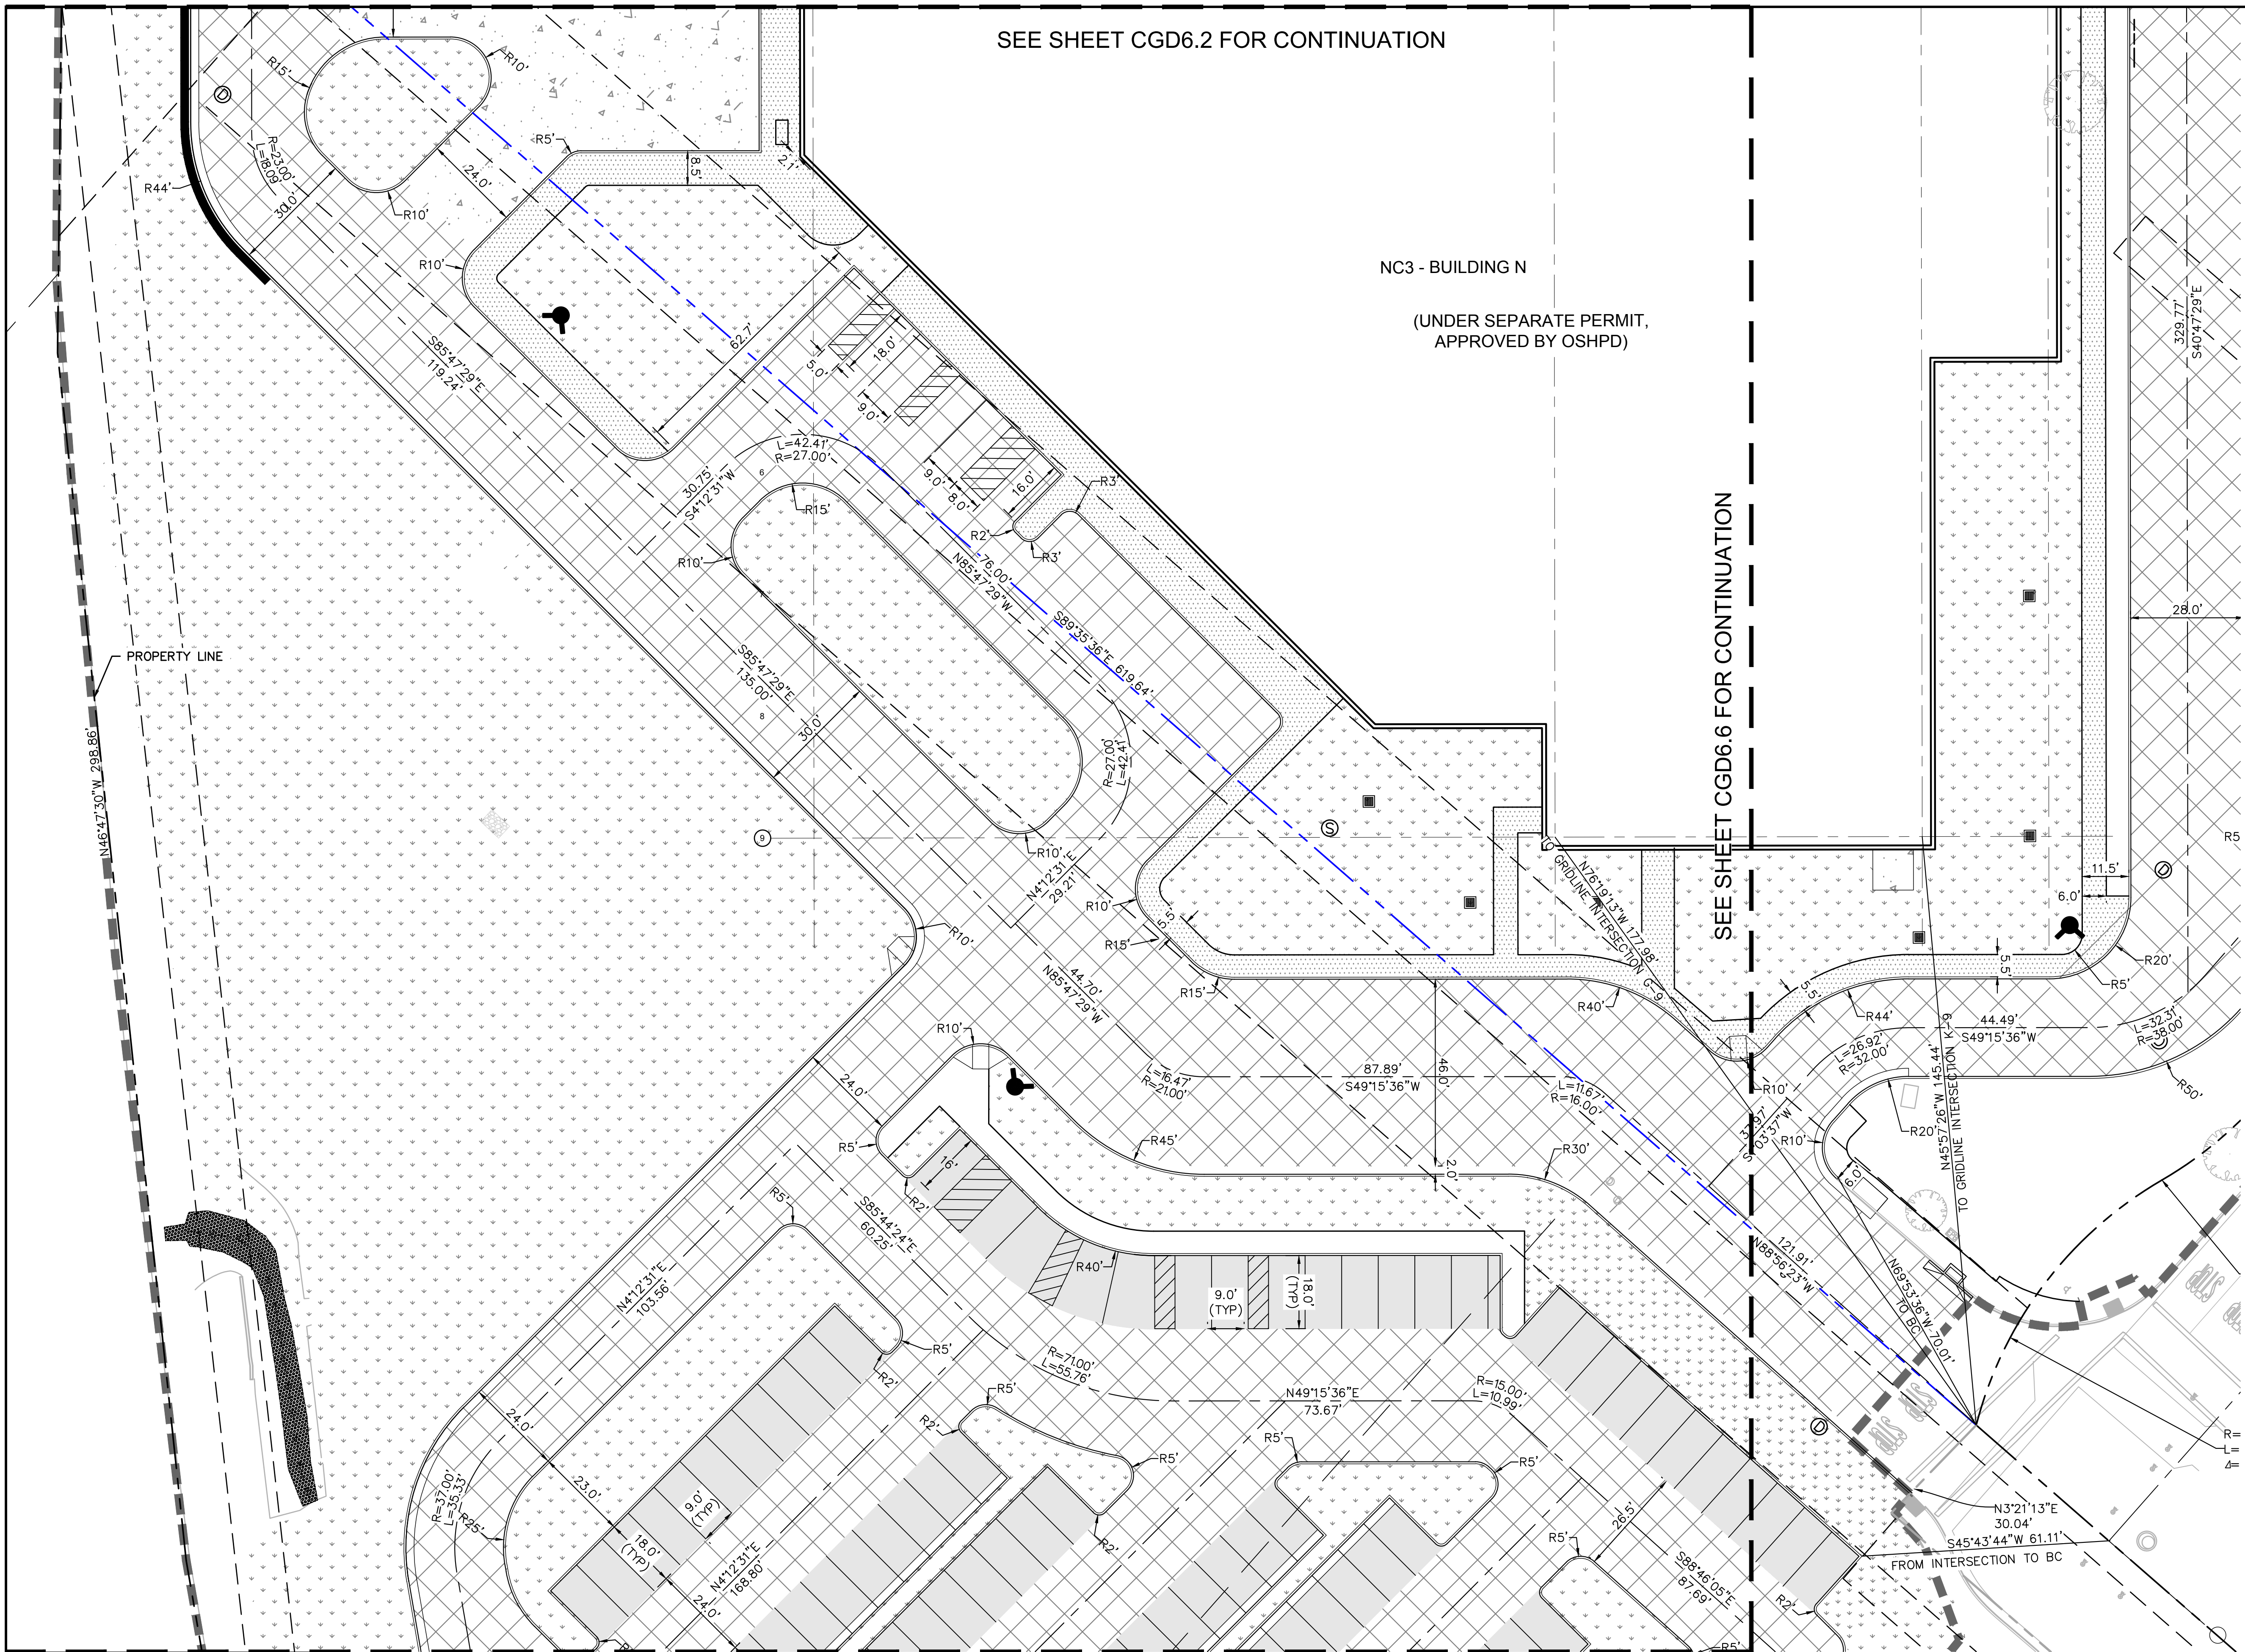 SEE SHEET CGD6.2 FOR CONTINUATION
R15'
R10'
D
R=23.00'
L=18.09'
R44'
30.0'
R10'
24.0'
R5'
8.5'
2.1'
R10'
NC3 - BUILDING N
(UNDER SEPARATE PERMIT,
APPROVED BY OSHPD)
329.77'
S40°47'29"E
S85°47'29"E
119.24'
62.7'
5.0'
18.0'
9.0'
L=42.41'
R=27.00'
6
30.75'
S4°12'31"W
9.0'
8.0'
16.0'
R3'
R15'
R2'
R3'
R10'
76.00'
N85°47'29"W
S89°35'36"E 619.64'
28.0'
SEE SHEET CGD6.6 FOR CONTINUATION
PROPERTY LINE
N46°47'30"W 298.86'
S85°47'29"E
135.00'
8
30.0'
R=27.00'
L=42.41'
9
S
R10'
N4°12'31"E
29.21'
R10'
R10'
5.5'
R15'
R15'
44.70'
N85°47'29"W
N76°19'13"W 177.98'
TO GRIDLINE INTERSECTION G-9
R5
11.5'
D
6.0'
R20'
R5'
5.5'
5.5'
R40'
R44'
R10'
24.0'
L=16.47'
R=21.00'
87.89'
S49°15'36"W
46.0'
L=11.67'
R=16.00'
R10'
L=26.92'
R=32.00'
44.49'
S49°15'36"W
L=32.31'
R=38.00'
R50'
R5'
16'
R2'
R45'
2.0'
R30'
R10'
R20'
6.0'
N45°57'26"W 145.44'
TO GRIDLINE INTERSECTION K-9
R5'
S85°44'24"E
60.25'
R40'
9.0'
(TYP)
18.0'
(TYP)
121.91'
N88°56'23"W
N69°53'36"W 70.01'
TO BC
N4°12'31"E
103.56'
R5'
R2'
R=71.00'
L=55.76'
N49°15'36"E
73.67'
R=15.00'
L=10.99'
R5'
R2'
R5'
R5'
R5'
D
24.0'
R=37.00'
L=35.33'
R25'
23.0'
18.0'
(TYP)
9.0'
(TYP)
N4°12'31"E
168.80'
24.0'
R2'
26.5'
R5'
S88°46'05"E
87.69'
R2'
R5'
R=
L=
Δ=
N3°21'13"E
30.04'
S45°43'44"W 61.11'
FROM INTERSECTION TO BC